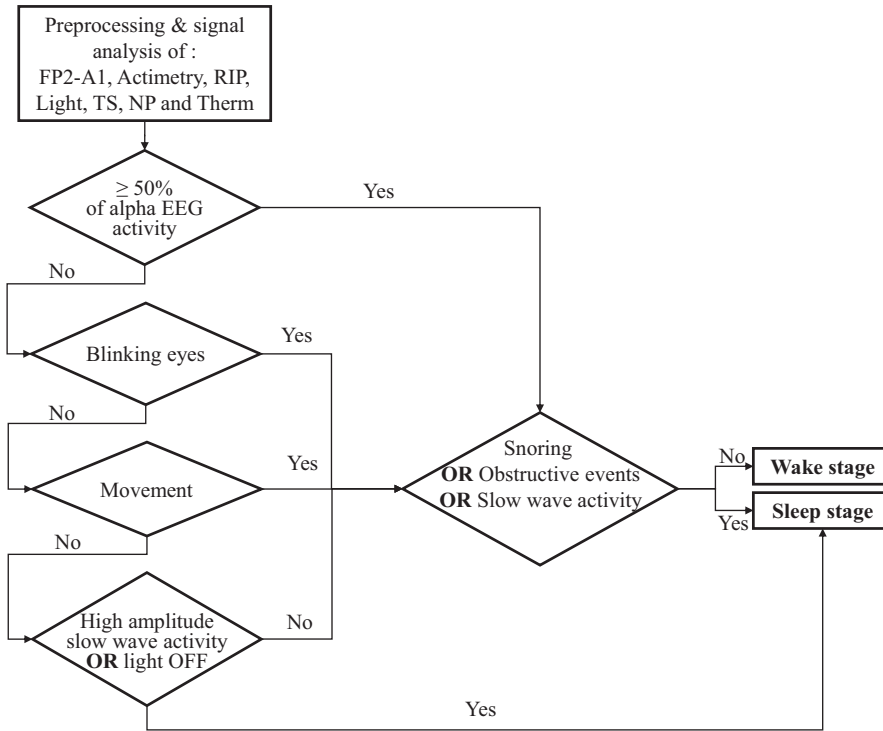 Preprocessing & signal
analysis of :
FP2-A1, Actimetry, RIP,
Light, TS, NP and Therm
≥ 50%
of alpha EEG
activity
Yes
No
Blinking eyes
Yes
No
Movement
Yes
No
High amplitude
slow wave activity
OR light OFF
No
Yes
Snoring
OR Obstructive events
OR Slow wave activity
No
Wake stage
Yes
Sleep stage